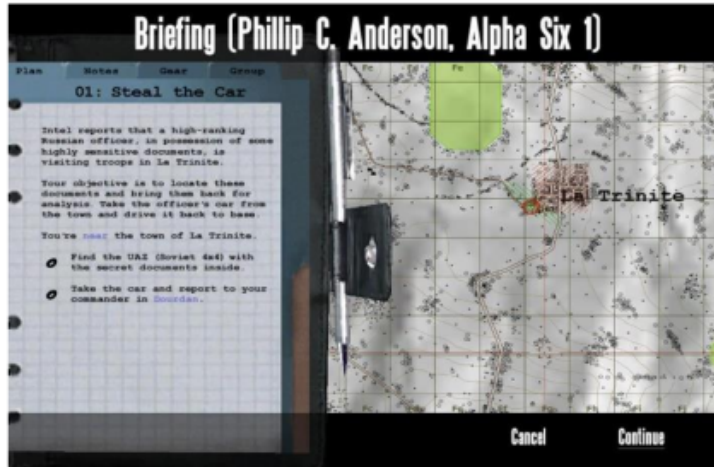 Briefing (Phillip C. Anderson, Alpha Six 1)
Plan Notes Gear Group
01: Steal the Car
Intel reports that a high-ranking
Russian officer, in possession of some
highly sensitive documents, is
visiting troops in La Trinite.
Your objective is to locate these
documents and bring them back for
analysis. Take the officer's car from
the town and drive it back to base.
You're near the town of La Trinite.
Find the UAZ (Soviet 4x4) with
the secret documents inside.
Take the car and report to your
commander in Dourdan.
La Trinite
Cancel Continue